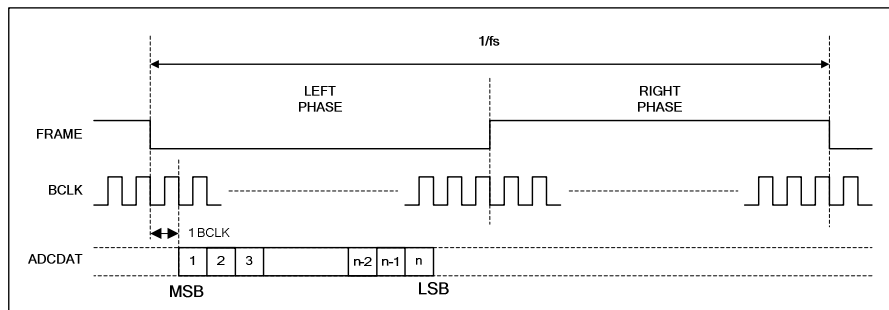 1/fs
LEFT
PHASE
RIGHT
PHASE
FRAME
BCLK
1 BCLK
ADCDAT
1 2 3 n-2 n-1 n
MSB LSB